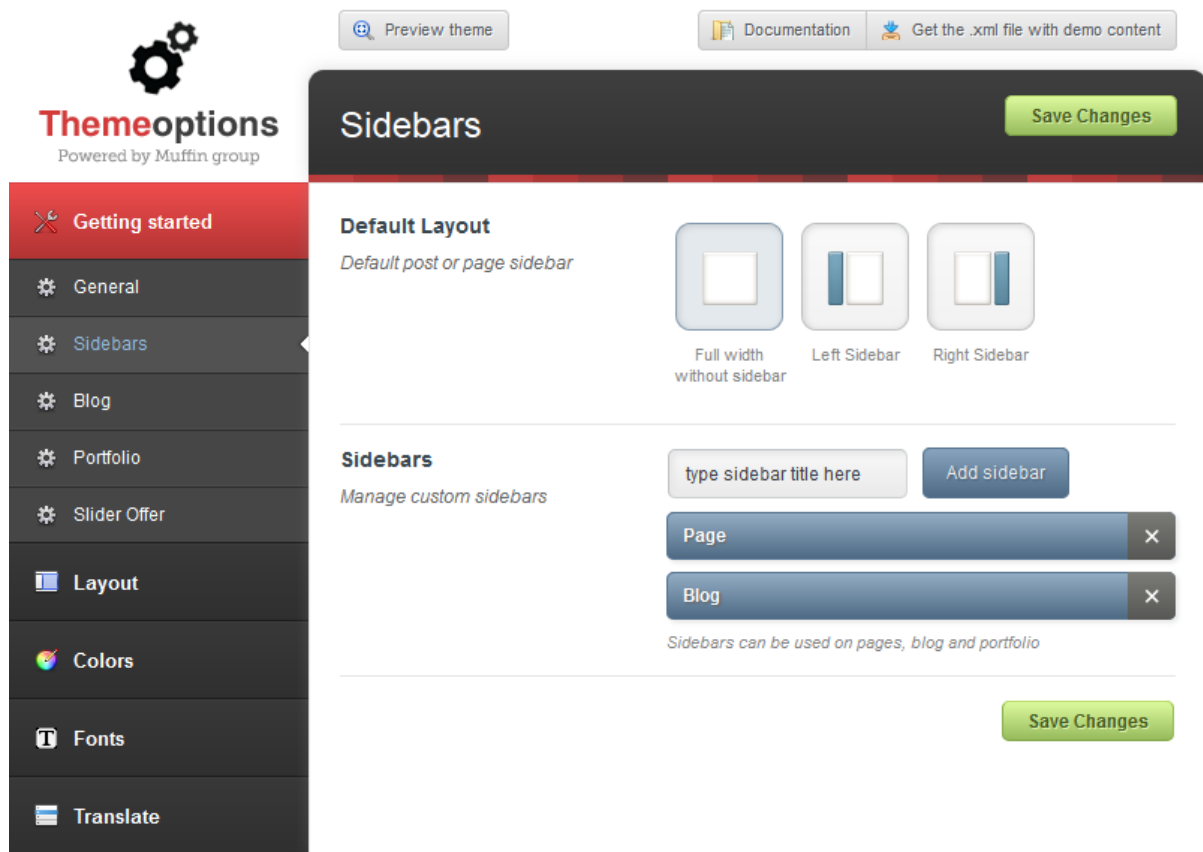 Preview theme
Documentation
Get the .xml file with demo content
Themeoptions
Powered by Muffin group
Sidebars
Save Changes
Getting started
General
Sidebars
Blog
Portfolio
Slider Offer
Layout
Colors
Fonts
Translate
Default Layout
Default post or page sidebar
Full width
without sidebar
Left Sidebar
Right Sidebar
Sidebars
Manage custom sidebars
type sidebar title here
Add sidebar
Page
Blog
Sidebars can be used on pages, blog and portfolio
Save Changes